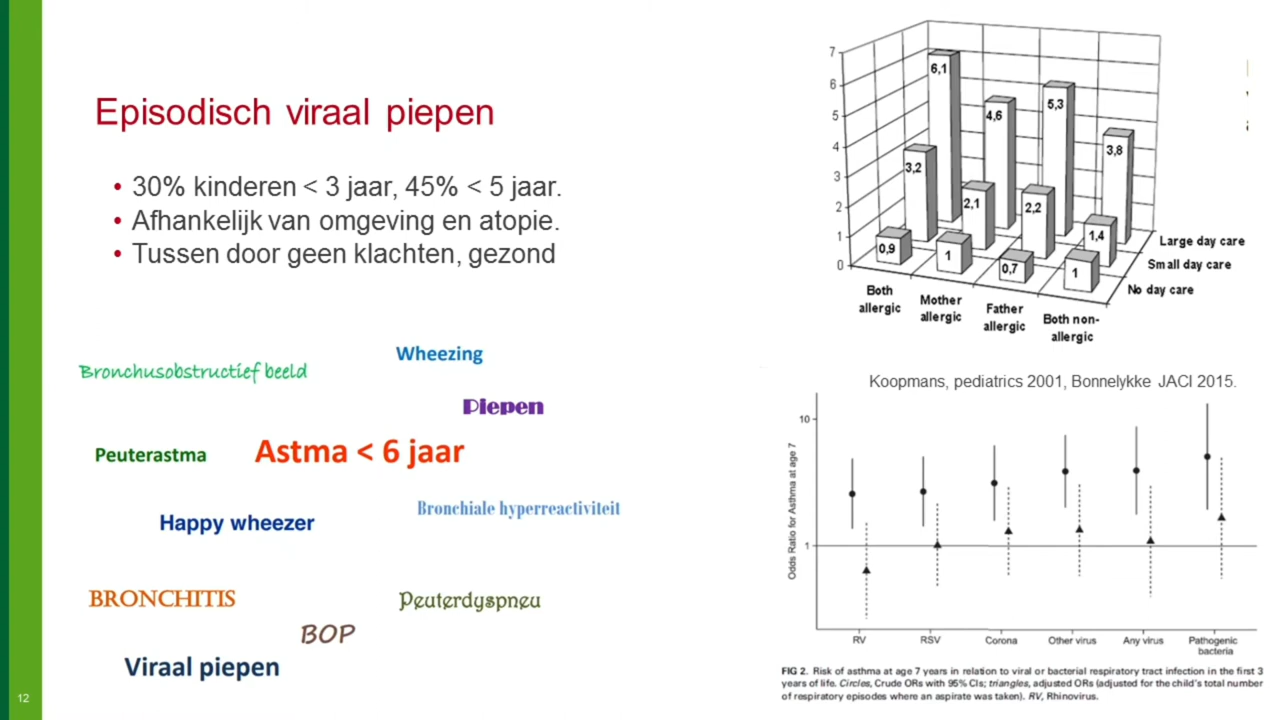 Episodisch viraal piepen
• 30% kinderen < 3 jaar, 45% < 5 jaar.
• Afhankelijk van omgeving en atopie.
• Tussen door geen klachten, gezond
Wheezing
Bronchusobstructief beeld
Piepen
Peuterastma
Astma < 6 jaar
Bronchiale hyperreactiviteit
Happy wheezer
BRONCHITIS
Peuterdyspneu
BOP
Viraal piepen
12
7
6
5
4
3
2
1
0
6,1
4,6
5,3
3,8
3,2
2,1
2,2
1,4
0,9
1
0,7
1
Large day care
Small day care
No day care
Both allergic
Mother allergic
Father allergic
Both non-allergic
Koopmans, pediatrics 2001, Bonnelykke JACI 2015.
Odds Ratio for Asthma at age 7
10
1
RV
RSV
Corona
Other virus
Any virus
Pathogenic bacteria
FIG 2. Risk of asthma at age 7 years in relation to viral or bacterial respiratory tract infection in the first 3
years of life. Circles, Crude ORs with 95% CIs; triangles, adjusted ORs (adjusted for the child's total number
of respiratory episodes where an aspirate was taken). RV, Rhinovirus.